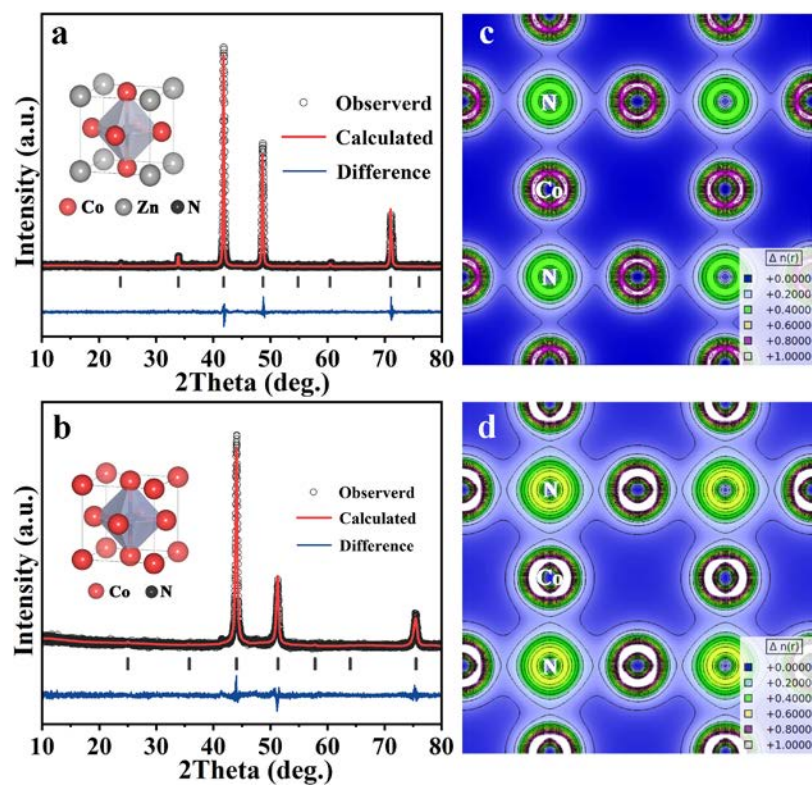 a
Intensity (a.u.)
Co Zn N
Observerd
Calculated
Difference
10 20 30 40 50 60 70 80
2Theta (deg.)
c
N
Co
N
Δ n(r)
+0.0000
+0.2000
+0.4000
+0.6000
+0.8000
+1.0000
b
Intensity (a.u.)
Co N
Observerd
Calculated
Difference
10 20 30 40 50 60 70 80
2Theta (deg.)
d
N
Co
N
Δ n(r)
+0.0000
+0.2000
+0.4000
+0.6000
+0.8000
+1.0000